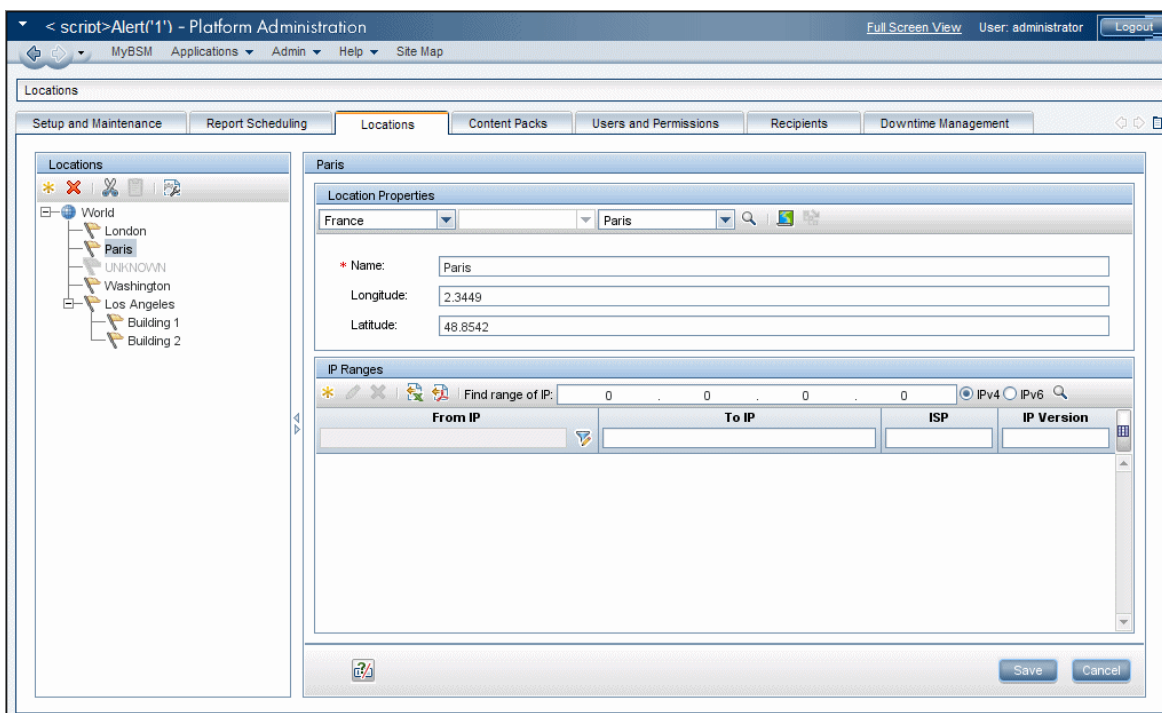 < script>Alert('1') - Platform Administration Full Screen View User: administrator Logout
MyBSM Applications Admin Help Site Map
Locations
Setup and Maintenance Report Scheduling Locations Content Packs Users and Permissions Recipients Downtime Management
Locations
World
London
Paris
UNKNOWN
Washington
Los Angeles
Building 1
Building 2
Paris
Location Properties
France Paris
* Name: Paris
Longitude: 2.3449
Latitude: 48.8542
IP Ranges
Find range of IP: 0 . 0 . 0 . 0 IPv4 IPv6
From IP To IP ISP IP Version
Save Cancel